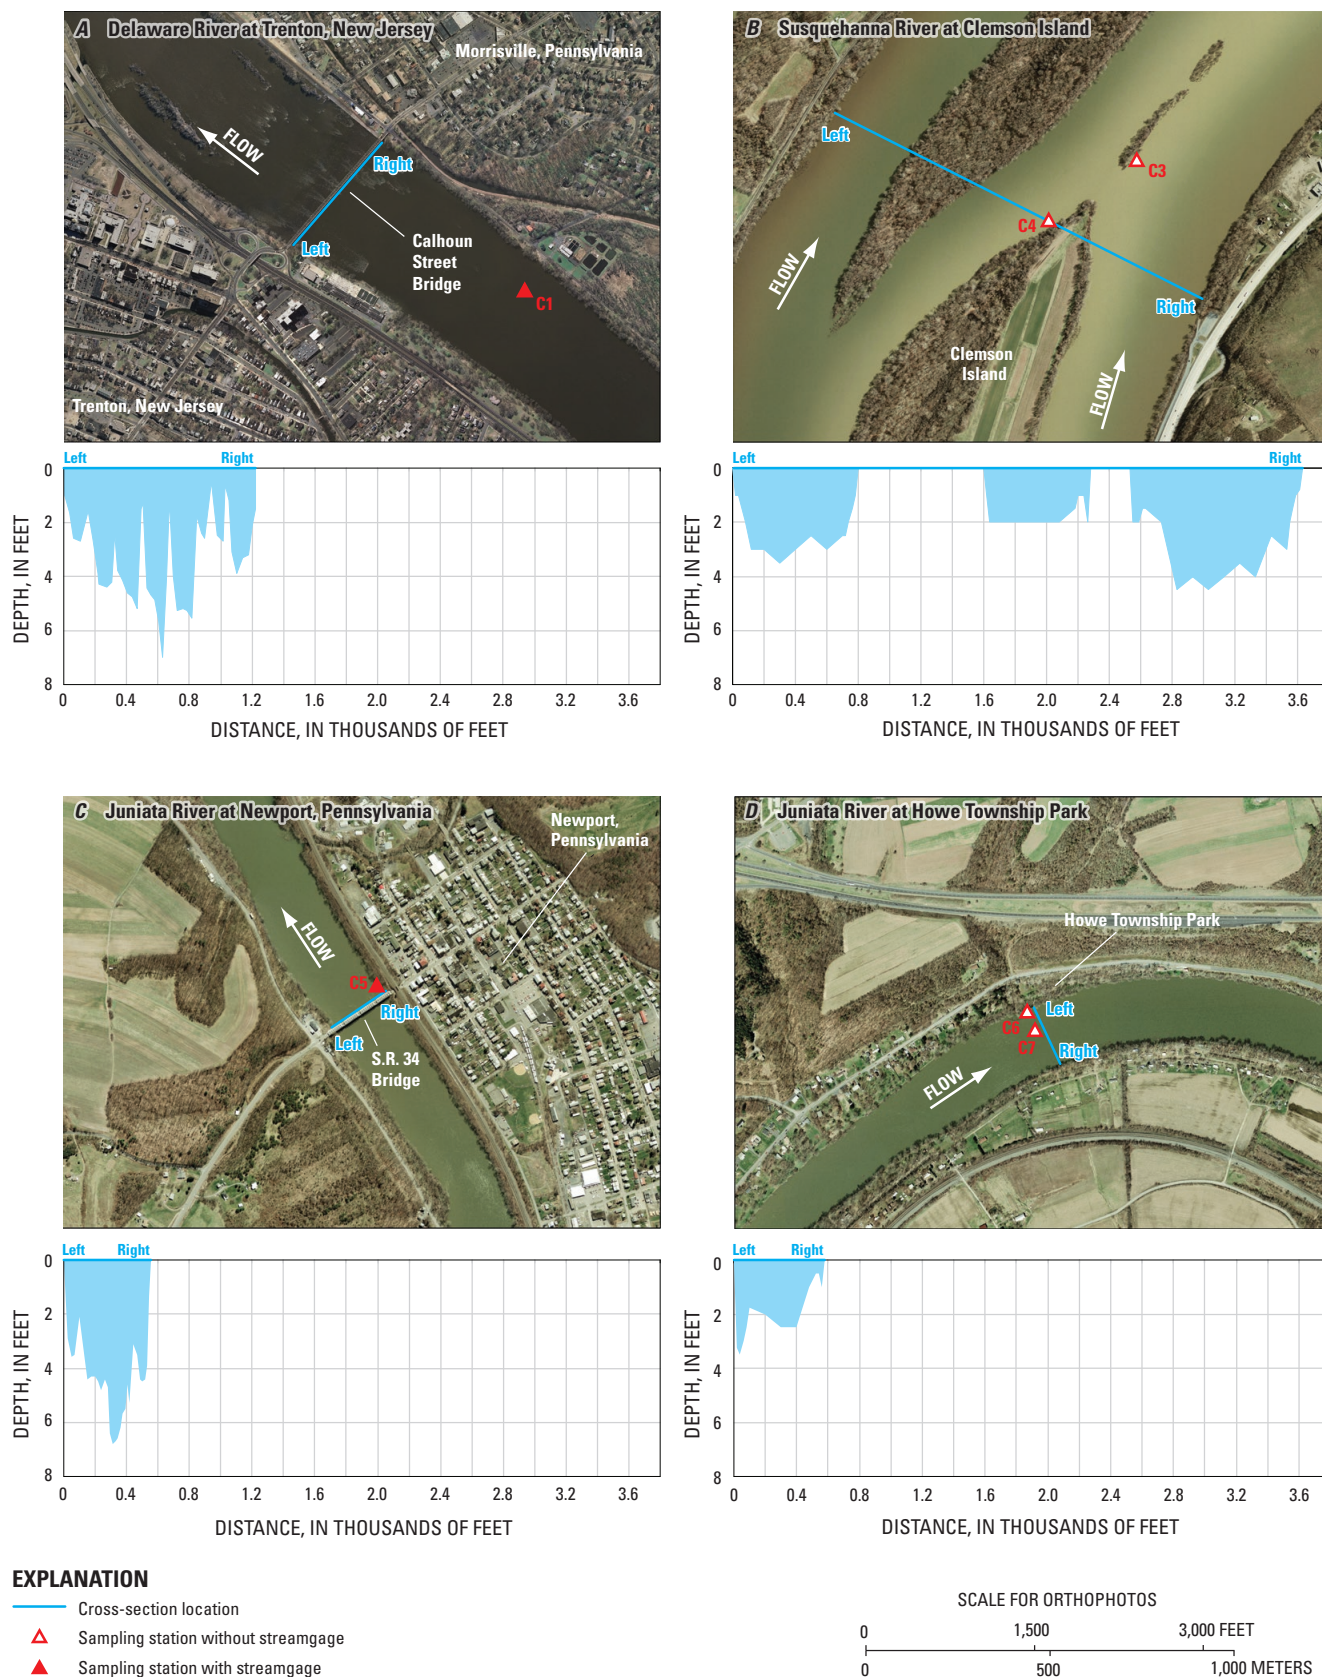 A Delaware River at Trenton, New Jersey
Morrisville, Pennsylvania
FLOW
Right
Left
Calhoun
Street
Bridge
C1
Trenton, New Jersey
Left
Right
0
2
4
6
8
DEPTH, IN FEET
0 0.4 0.8 1.2 1.6 2.0 2.4 2.8 3.2 3.6
DISTANCE, IN THOUSANDS OF FEET
B Susquehanna River at Clemson Island
Left
C3
C4
FLOW
Right
Clemson
Island
FLOW
Left
Right
0
2
4
6
8
DEPTH, IN FEET
0 0.4 0.8 1.2 1.6 2.0 2.4 2.8 3.2 3.6
DISTANCE, IN THOUSANDS OF FEET
C Juniata River at Newport, Pennsylvania
Newport,
Pennsylvania
FLOW
C5
Right
Left
S.R. 34
Bridge
Left
Right
0
2
4
6
8
DEPTH, IN FEET
0 0.4 0.8 1.2 1.6 2.0 2.4 2.8 3.2 3.6
DISTANCE, IN THOUSANDS OF FEET
D Juniata River at Howe Township Park
Howe Township Park
Left
C6
C7
Right
FLOW
Left
Right
0
2
4
6
8
DEPTH, IN FEET
0 0.4 0.8 1.2 1.6 2.0 2.4 2.8 3.2 3.6
DISTANCE, IN THOUSANDS OF FEET
EXPLANATION
Cross-section location
Sampling station without streamgage
Sampling station with streamgage
SCALE FOR ORTHOPHOTOS
0 1,500 3,000 FEET
0 500 1,000 METERS